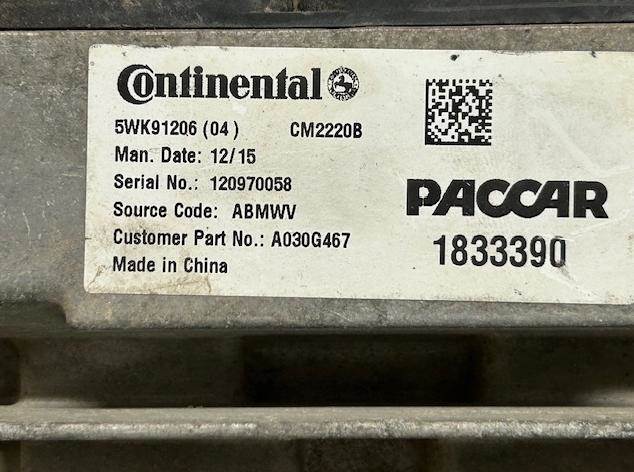 Continental
5WK91206 (04) CM2220B
Man. Date: 12/15
Serial No.: 120970058
Source Code: ABMWV
Customer Part No.: A030G467
Made in China
PACCAR
1833390